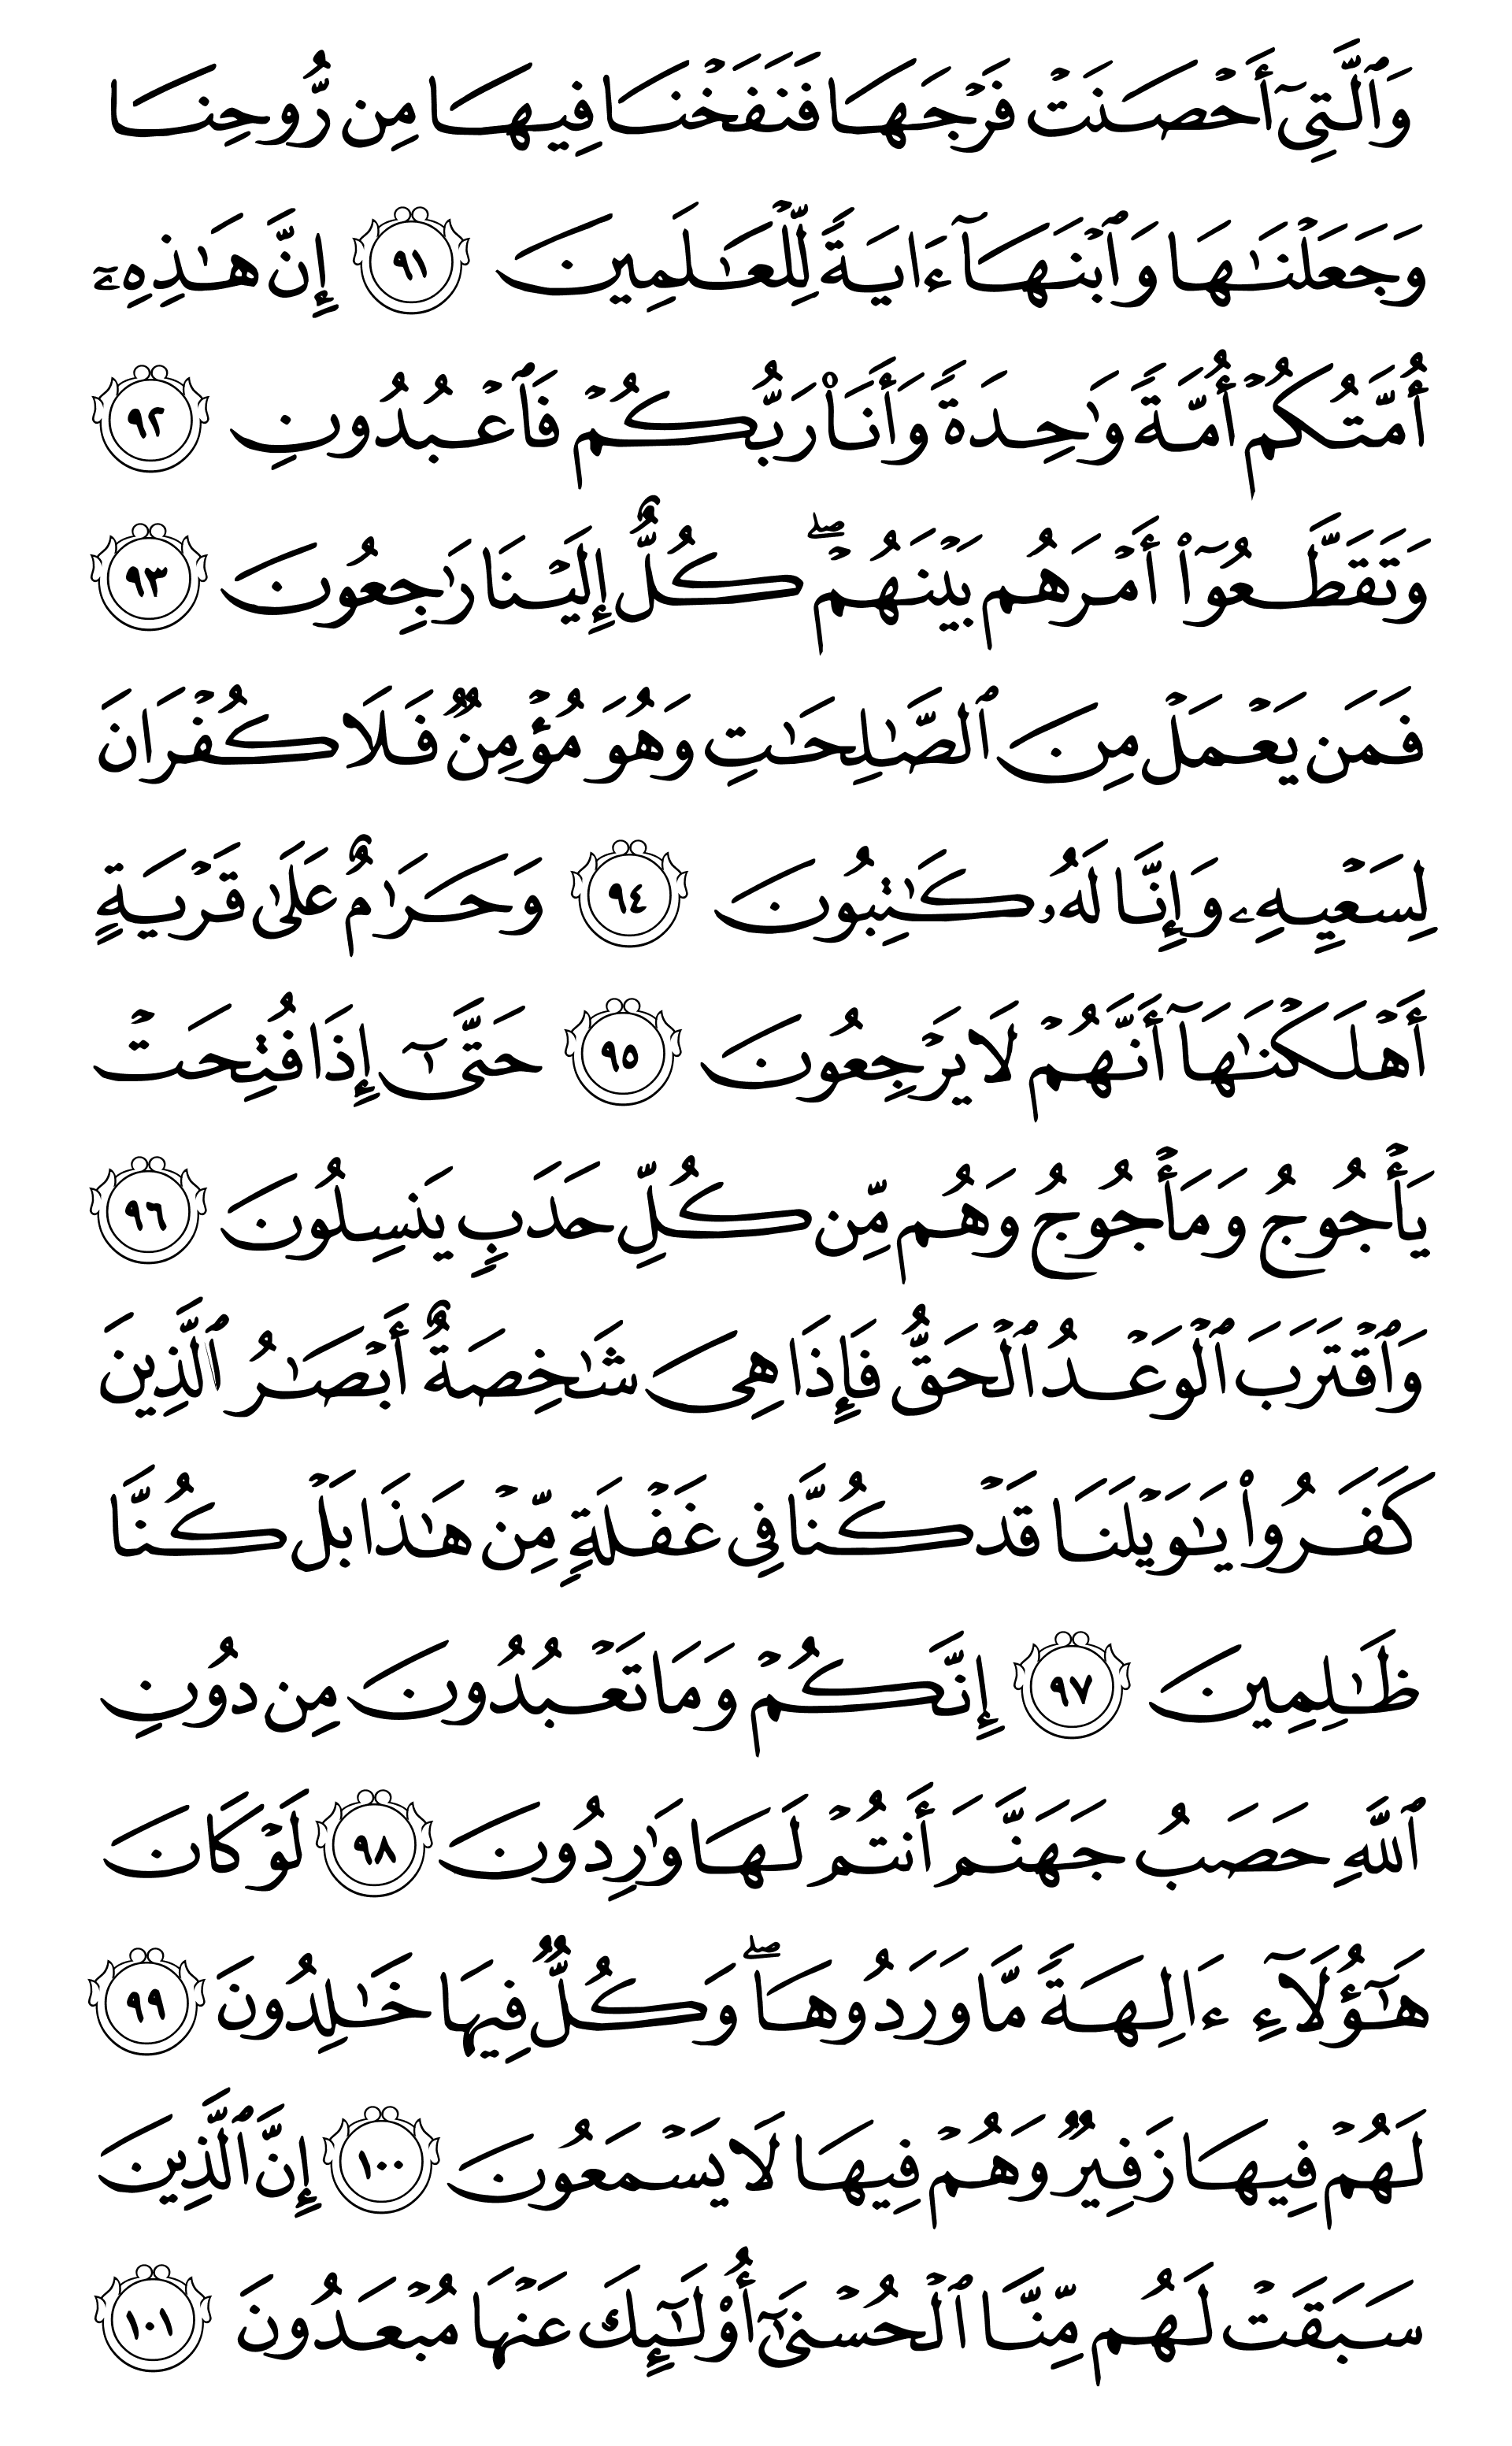 وَٱلَّتِىٓ أَحْصَنَتْ فَرْجَهَا فَنَفَخْنَا فِيهَا مِن رُّوحِنَا
وَجَعَلْنَـٰهَا وَٱبْنَهَآ ءَايَةً لِّلْعَـٰلَمِينَ ٩١ إِنَّ هَـٰذِهِۦٓ
أُمَّتُكُمْ أُمَّةً وَٰحِدَةً وَأَنَا۠ رَبُّكُمْ فَٱعْبُدُونِ ٩٢
وَتَقَطَّعُوٓا۟ أَمْرَهُم بَيْنَهُمْ ۖ كُلٌّ إِلَيْنَا رَٰجِعُونَ ٩٣
فَمَن يَعْمَلْ مِنَ ٱلصَّـٰلِحَـٰتِ وَهُوَ مُؤْمِنٌ فَلَا كُفْرَانَ
لِسَعْيِهِۦ وَإِنَّا لَهُۥ كَـٰتِبُونَ ٩٤ وَحَرَٰمٌ عَلَىٰ قَرْيَةٍ
أَهْلَكْنَـٰهَآ أَنَّهُمْ لَا يَرْجِعُونَ ٩٥ حَتَّىٰٓ إِذَا فُتِحَتْ
يَأْجُوجُ وَمَأْجُوجُ وَهُم مِّن كُلِّ حَدَبٍ يَنسِلُونَ ٩٦
وَٱقْتَرَبَ ٱلْوَعْدُ ٱلْحَقُّ فَإِذَا هِىَ شَـٰخِصَةٌ أَبْصَـٰرُ ٱلَّذِينَ
كَفَرُوا۟ يَـٰوَيْلَنَا قَدْ كُنَّا فِى غَفْلَةٍ مِّنْ هَـٰذَا بَلْ كُنَّا
ظَـٰلِمِينَ ٩٧ إِنَّكُمْ وَمَا تَعْبُدُونَ مِن دُونِ
ٱللَّهِ حَصَبُ جَهَنَّمَ أَنتُمْ لَهَا وَٰرِدُونَ ٩٨ لَوْ كَانَ
هَـٰٓؤُلَآءِ ءَالِهَةً مَّا وَرَدُوهَا ۖ وَكُلٌّ فِيهَا خَـٰلِدُونَ ٩٩
لَهُمْ فِيهَا زَفِيرٌ وَهُمْ فِيهَا لَا يَسْمَعُونَ ١٠٠ إِنَّ ٱلَّذِينَ
سَبَقَتْ لَهُم مِّنَّا ٱلْحُسْنَىٰٓ أُو۟لَـٰٓئِكَ عَنْهَا مُبْعَدُونَ ١٠١